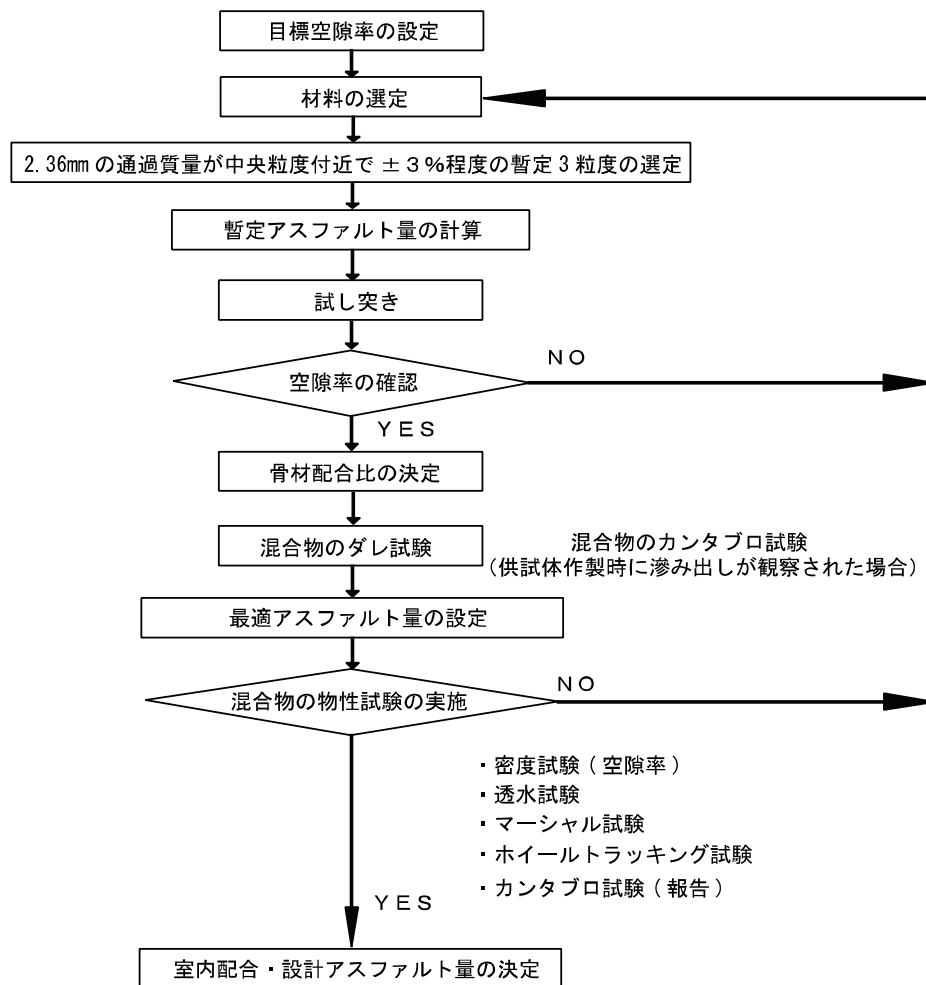 目標空隙率の設定
材料の選定
2.36mm の通過質量が中央粒度付近で ±３%程度の暫定３粒度の選定
暫定アスファルト量の計算
試し突き
空隙率の確認
ＮＯ
ＹＥＳ
骨材配合比の決定
混合物のダレ試験
混合物のカンタブロ試験
（供試体作製時に滲み出しが観察された場合）
最適アスファルト量の設定
混合物の物性試験の実施
ＮＯ
・密度試験（空隙率）
・透水試験
・マーシャル試験
・ホイールトラッキング試験
・カンタブロ試験（報告）
ＹＥＳ
室内配合・設計アスファルト量の決定